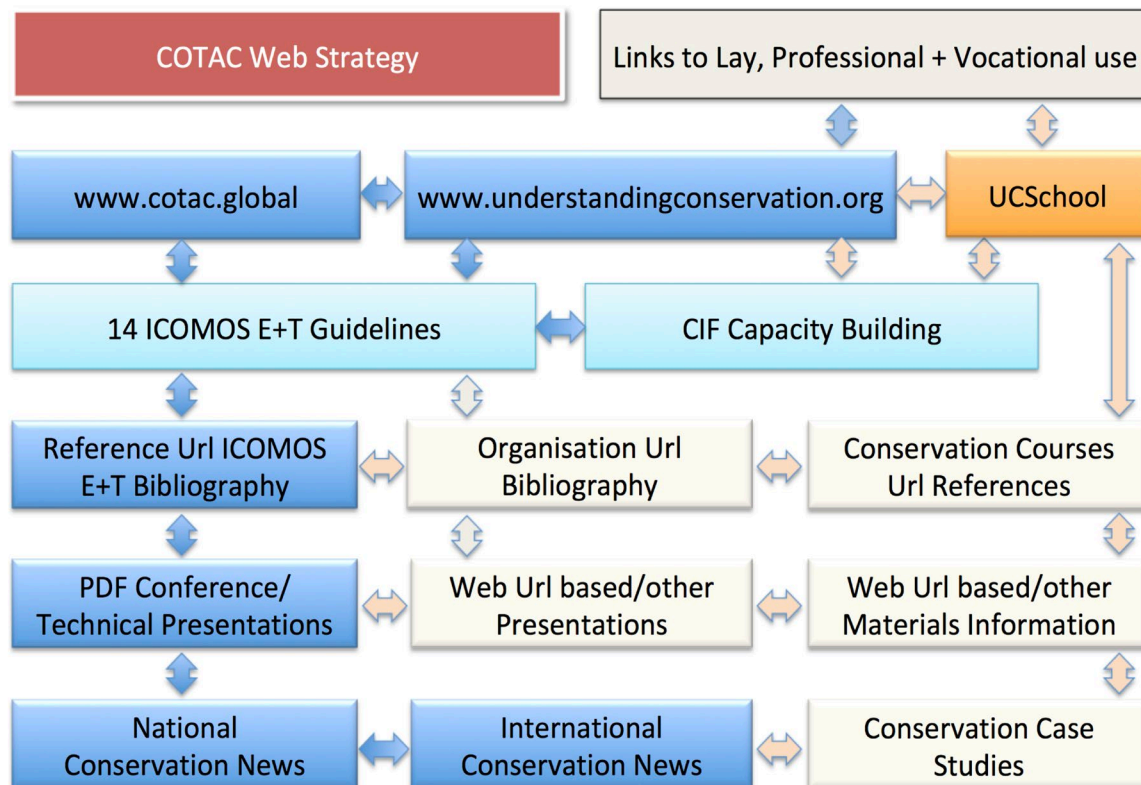 COTAC Web Strategy
Links to Lay, Professional + Vocational use
www.cotac.global
www.understandingconservation.org
UCSchool
14 ICOMOS E+T Guidelines
CIF Capacity Building
Reference Url ICOMOS
E+T Bibliography
Organisation Url
Bibliography
Conservation Courses
Url References
PDF Conference/
Technical Presentations
Web Url based/other
Presentations
Web Url based/other
Materials Information
National
Conservation News
International
Conservation News
Conservation Case
Studies